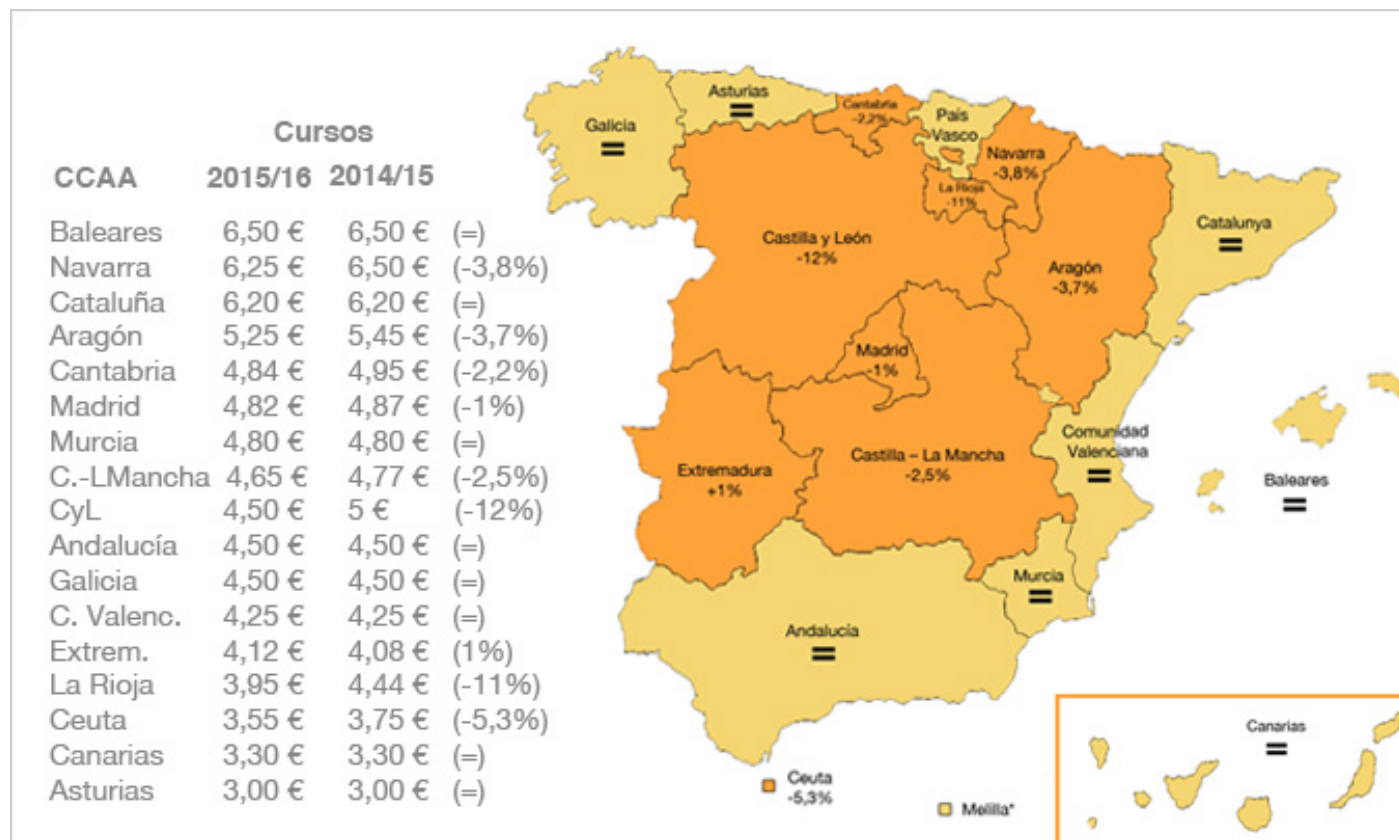 Cursos
CCAA 2015/16 2014/15
Baleares 6,50 € 6,50 € (=)
Navarra 6,25 € 6,50 € (-3,8%)
Cataluña 6,20 € 6,20 € (=)
Aragón 5,25 € 5,45 € (-3,7%)
Cantabria 4,84 € 4,95 € (-2,2%)
Madrid 4,82 € 4,87 € (-1%)
Murcia 4,80 € 4,80 € (=)
C.-LMancha 4,65 € 4,77 € (-2,5%)
CyL 4,50 € 5 € (-12%)
Andalucía 4,50 € 4,50 € (=)
Galicia 4,50 € 4,50 € (=)
C. Valenc. 4,25 € 4,25 € (=)
Extrem. 4,12 € 4,08 € (1%)
La Rioja 3,95 € 4,44 € (-11%)
Ceuta 3,55 € 3,75 € (-5,3%)
Canarias 3,30 € 3,30 € (=)
Asturias 3,00 € 3,00 € (=)
Galicia
=
Asturias
=
Cantabria
-2,2%
País
Vasco
=
Navarra
-3,8%
La Rioja
-11%
Castilla y León
-12%
Aragón
-3,7%
Catalunya
=
Madrid
-1%
Extremadura
+1%
Castilla – La Mancha
-2,5%
Comunidad
Valenciana
=
Baleares
=
Murcia
=
Andalucía
=
Ceuta
-5,3%
Melilla*
Canarias
=